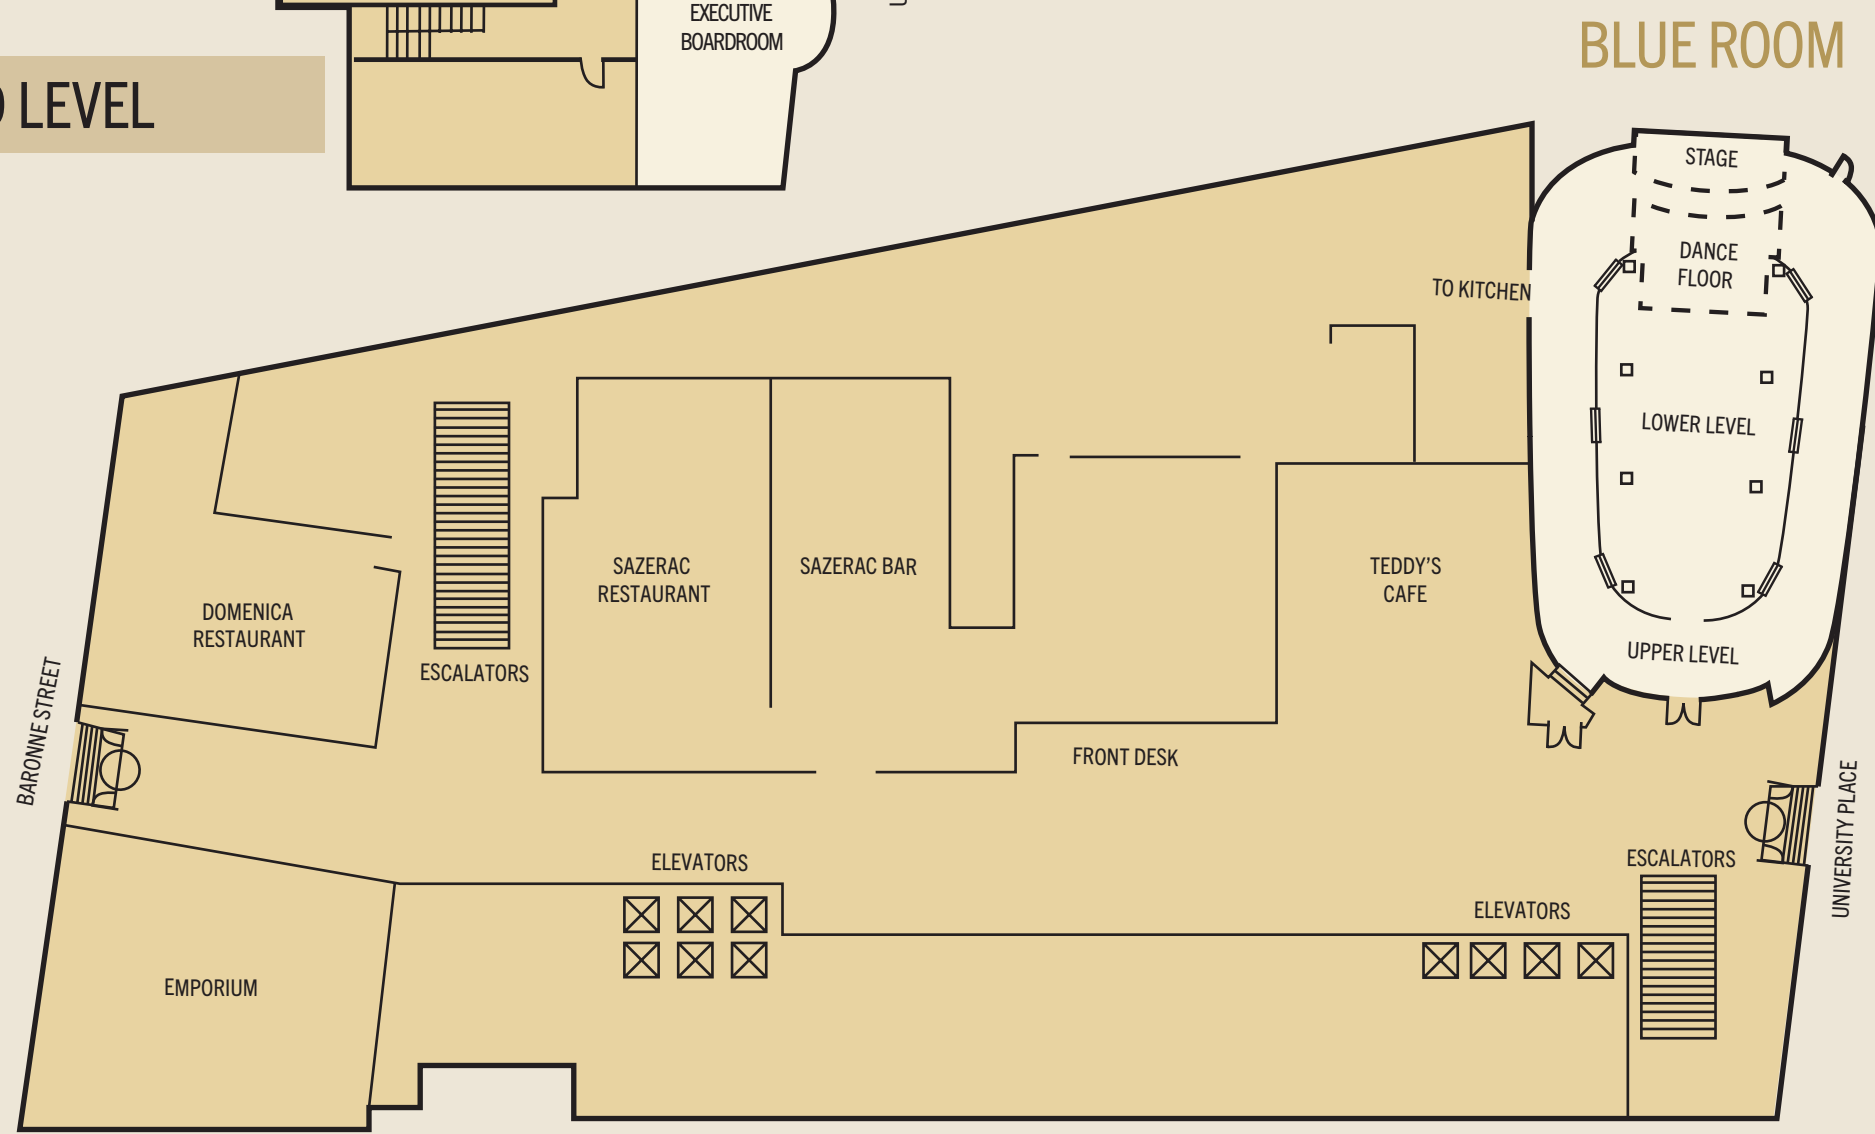 EXECUTIVE
BOARDROOM
BLUE ROOM
LEVEL
STAGE
DANCE
FLOOR
TO KITCHEN
LOWER LEVEL
SAZERAC
RESTAURANT
SAZERAC BAR
TEDDY'S
CAFE
DOMENICA
RESTAURANT
ESCALATORS
UPPER LEVEL
BARONNE STREET
FRONT DESK
UNIVERSITY PLACE
ELEVATORS
ESCALATORS
ELEVATORS
EMPORIUM